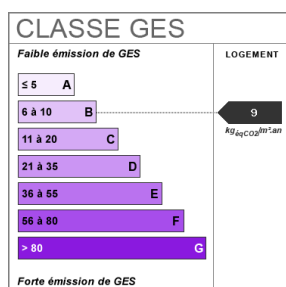 CLASSE GES
Faible émission de GES
LOGEMENT
≤ 5 A
6 à 10 B
9
11 à 20 C
kgéqCO2/m².an
21 à 35 D
36 à 55 E
56 à 80 F
> 80 G
Forte émission de GES